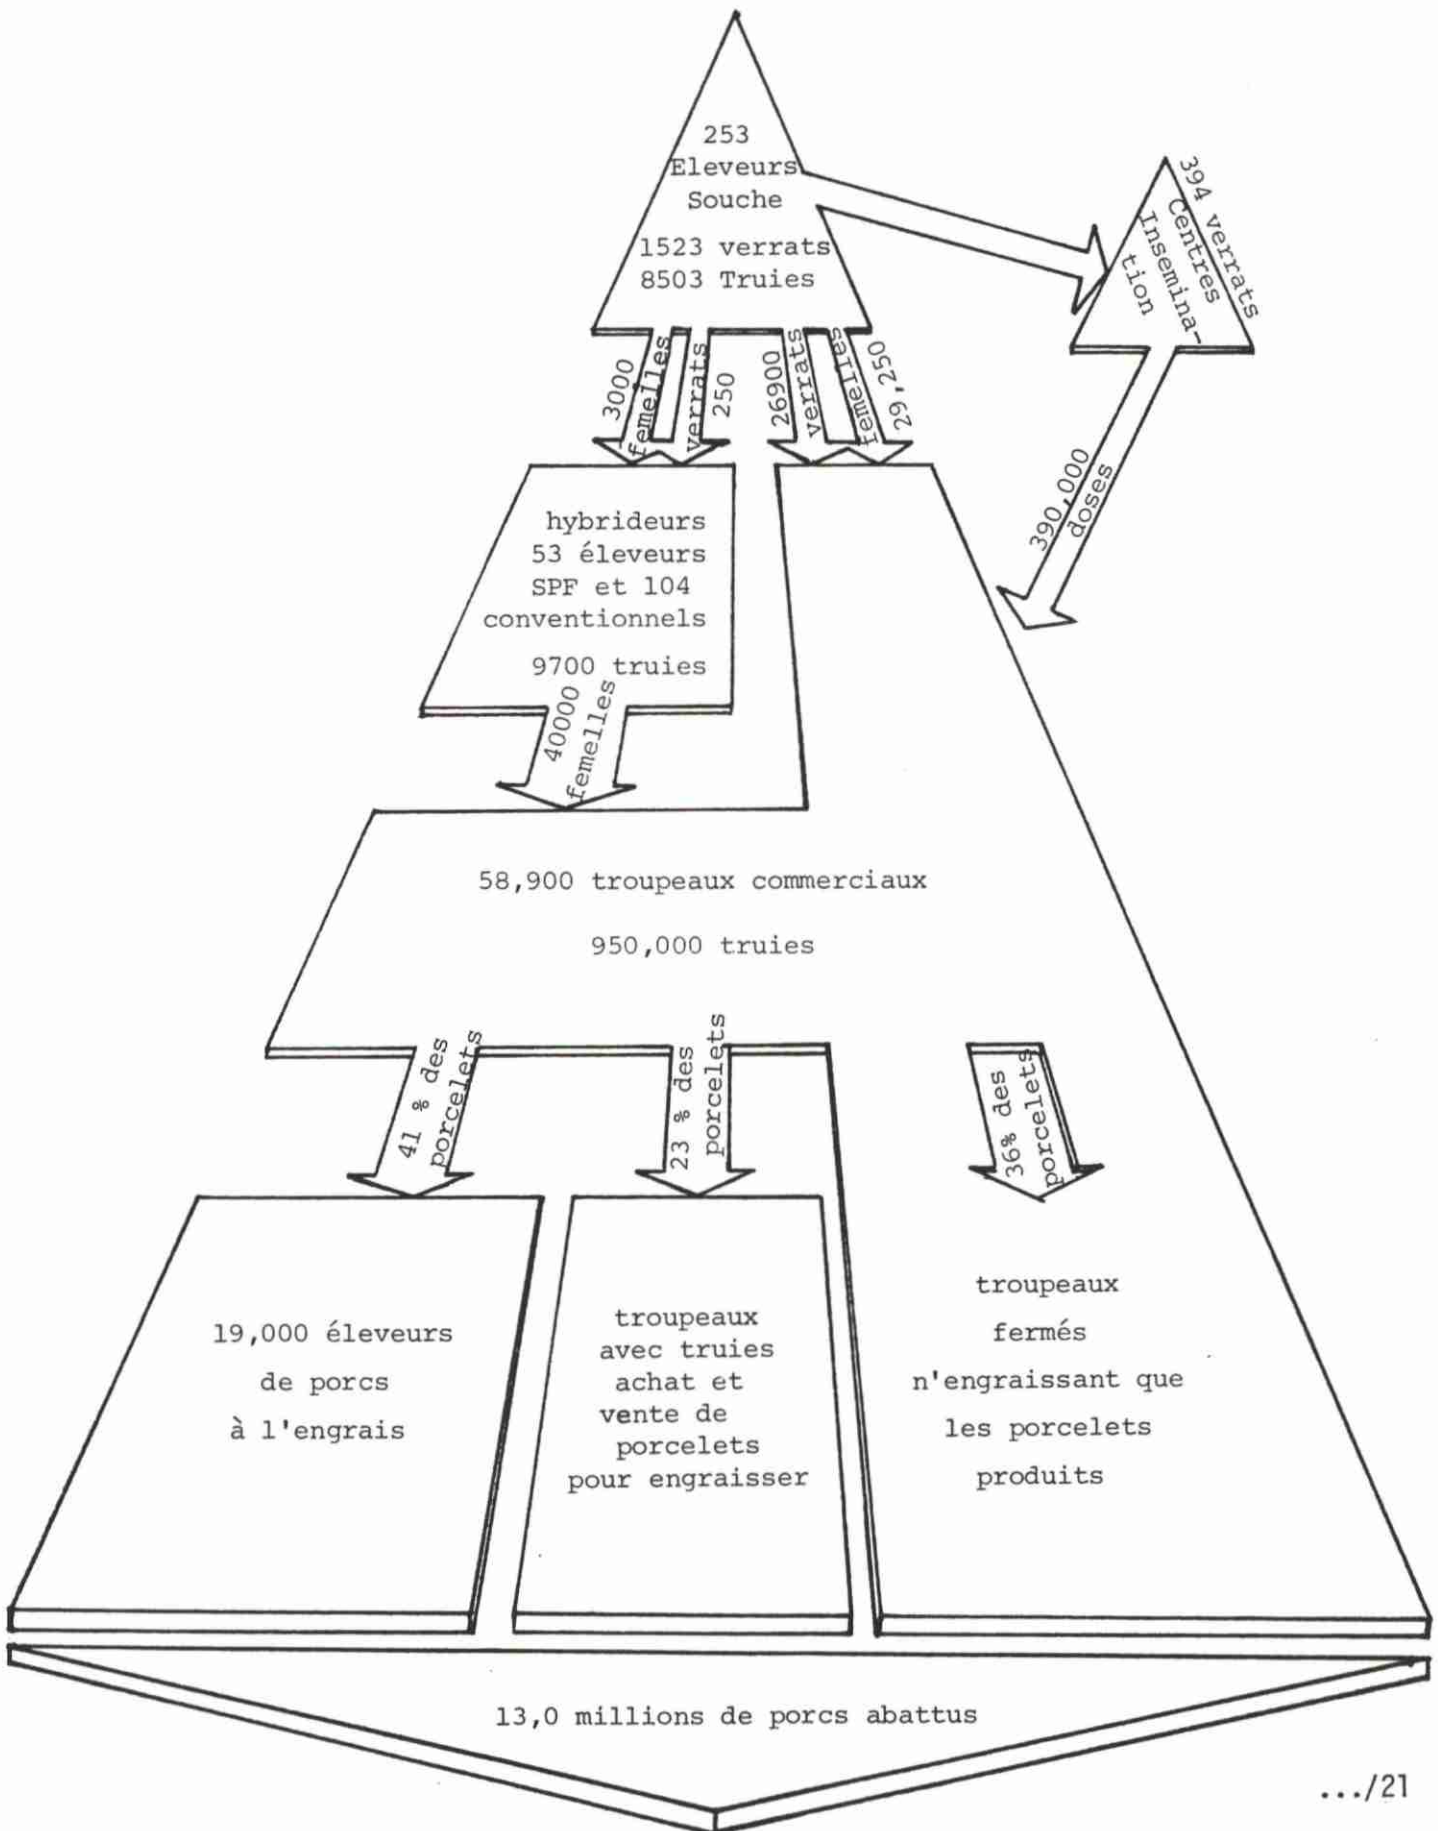 253
Eleveurs
Souche
1523 verrats
8503 Truies
394 verrats
Centres
Insemina-
tion
3000
femelles
verrats
250
26900
verrats
femelles
29,250
390,000
doses
hybrideurs
53 éleveurs
SPF et 104
conventionnels
9700 truies
40000
femelles
58,900 troupeaux commerciaux
950,000 truies
41 % des
porcelets
23 % des
porcelets
36% des
porcelets
19,000 éleveurs
de porcs
à l'engrais
troupeaux
avec truies
achat et
vente de
porcelets
pour engraisser
troupeaux
fermés
n'engraissant que
les porcelets
produits
13,0 millions de porcs abattus
.../21